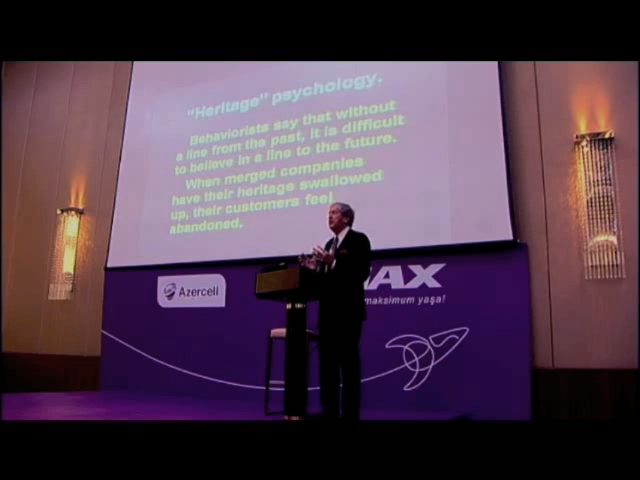 "Heritage" psychology.
Behaviorists say that without
a line from the past, it is difficult
to believe in a line to the future.
When merged companies
have their heritage swallowed
up, their customers feel
abandoned.
Azercell
AX
maksimum yaşa!